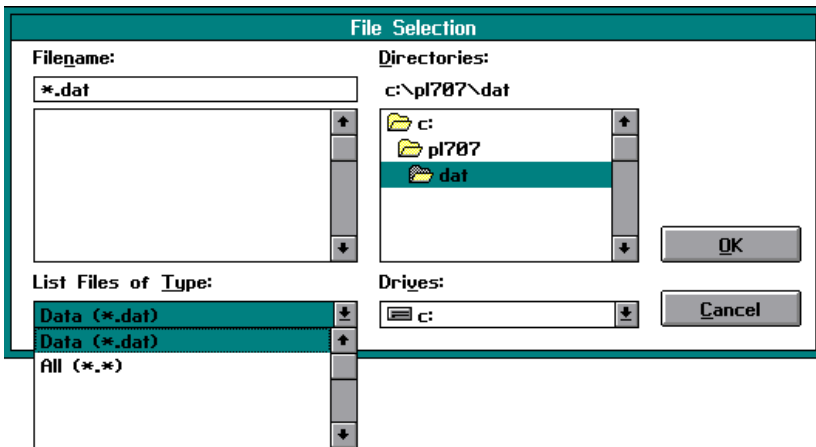 File Selection
Filename:
*.dat
Directories:
c:\pl707\dat
c:
pl707
dat
OK
List Files of Type:
Data (*.dat)
Data (*.dat)
All (*.*)
Drives:
c:
Cancel